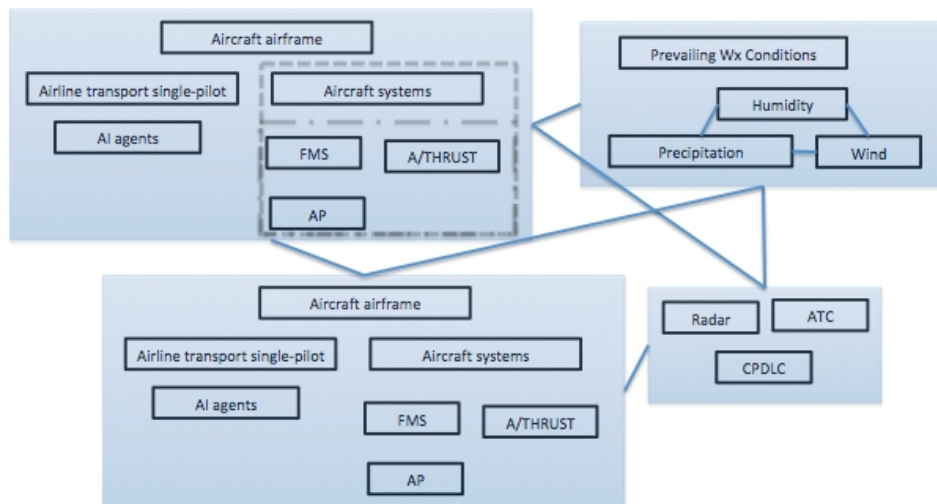 Aircraft airframe
Airline transport single-pilot
Aircraft systems
AI agents
FMS
A/THRUST
AP
Prevailing Wx Conditions
Humidity
Precipitation
Wind
Aircraft airframe
Airline transport single-pilot
Aircraft systems
AI agents
FMS
A/THRUST
AP
Radar
ATC
CPDLC